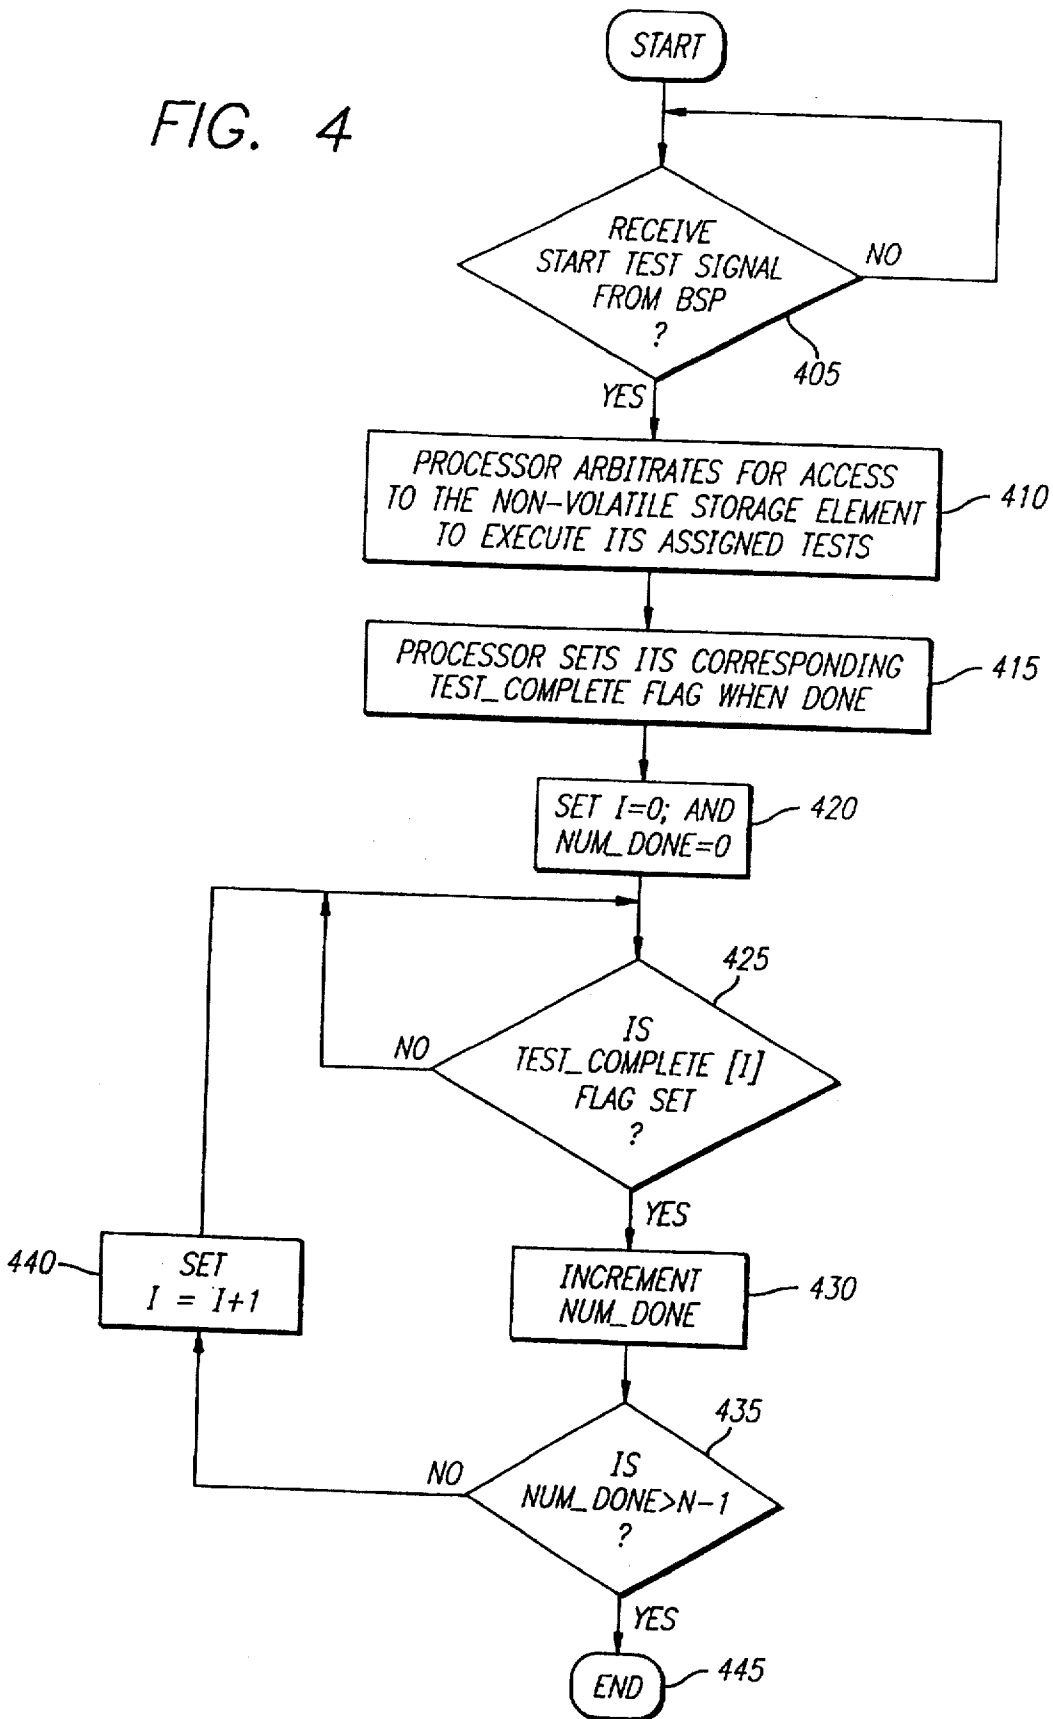 START
FIG. 4
RECEIVE
START TEST SIGNAL
FROM BSP
?
NO
405
YES
PROCESSOR ARBITRATES FOR ACCESS
TO THE NON-VOLATILE STORAGE ELEMENT
TO EXECUTE ITS ASSIGNED TESTS
410
PROCESSOR SETS ITS CORRESPONDING
TEST_COMPLETE FLAG WHEN DONE
415
SET I=0; AND
NUM_DONE=0
420
425
IS
TEST_COMPLETE [I]
FLAG SET
?
NO
YES
440
SET
I = I+1
INCREMENT
NUM_DONE
430
435
IS
NUM_DONE>N-1
?
NO
YES
END
445